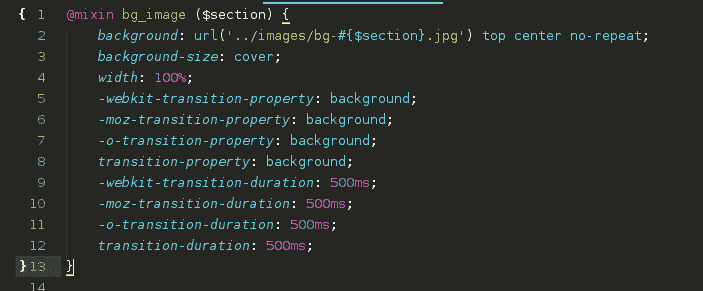 { 1 @mixin bg_image ($section) {
2 background: url('../images/bg-#{$section}.jpg') top center no-repeat;
3 background-size: cover;
4 width: 100%;
5 -webkit-transition-property: background;
6 -moz-transition-property: background;
7 -o-transition-property: background;
8 transition-property: background;
9 -webkit-transition-duration: 500ms;
10 -moz-transition-duration: 500ms;
11 -o-transition-duration: 500ms;
12 transition-duration: 500ms;
} 13 }
14